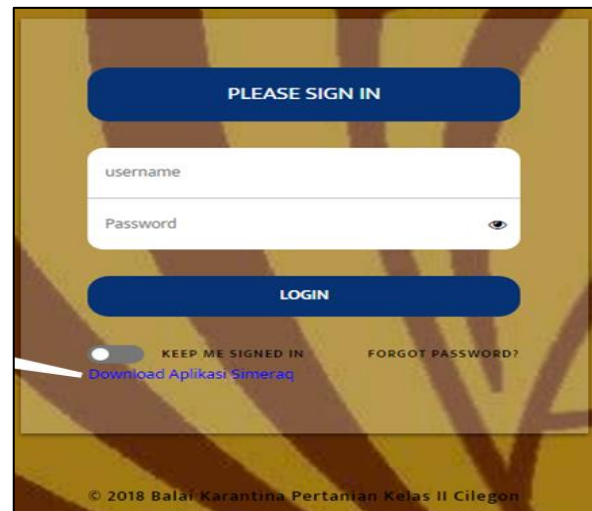 PLEASE SIGN IN
username
Password
LOGIN
KEEP ME SIGNED IN FORGOT PASSWORD?
Download Aplikasi Simeraq
© 2018 Balai Karantina Pertanian Kelas II Cilegon